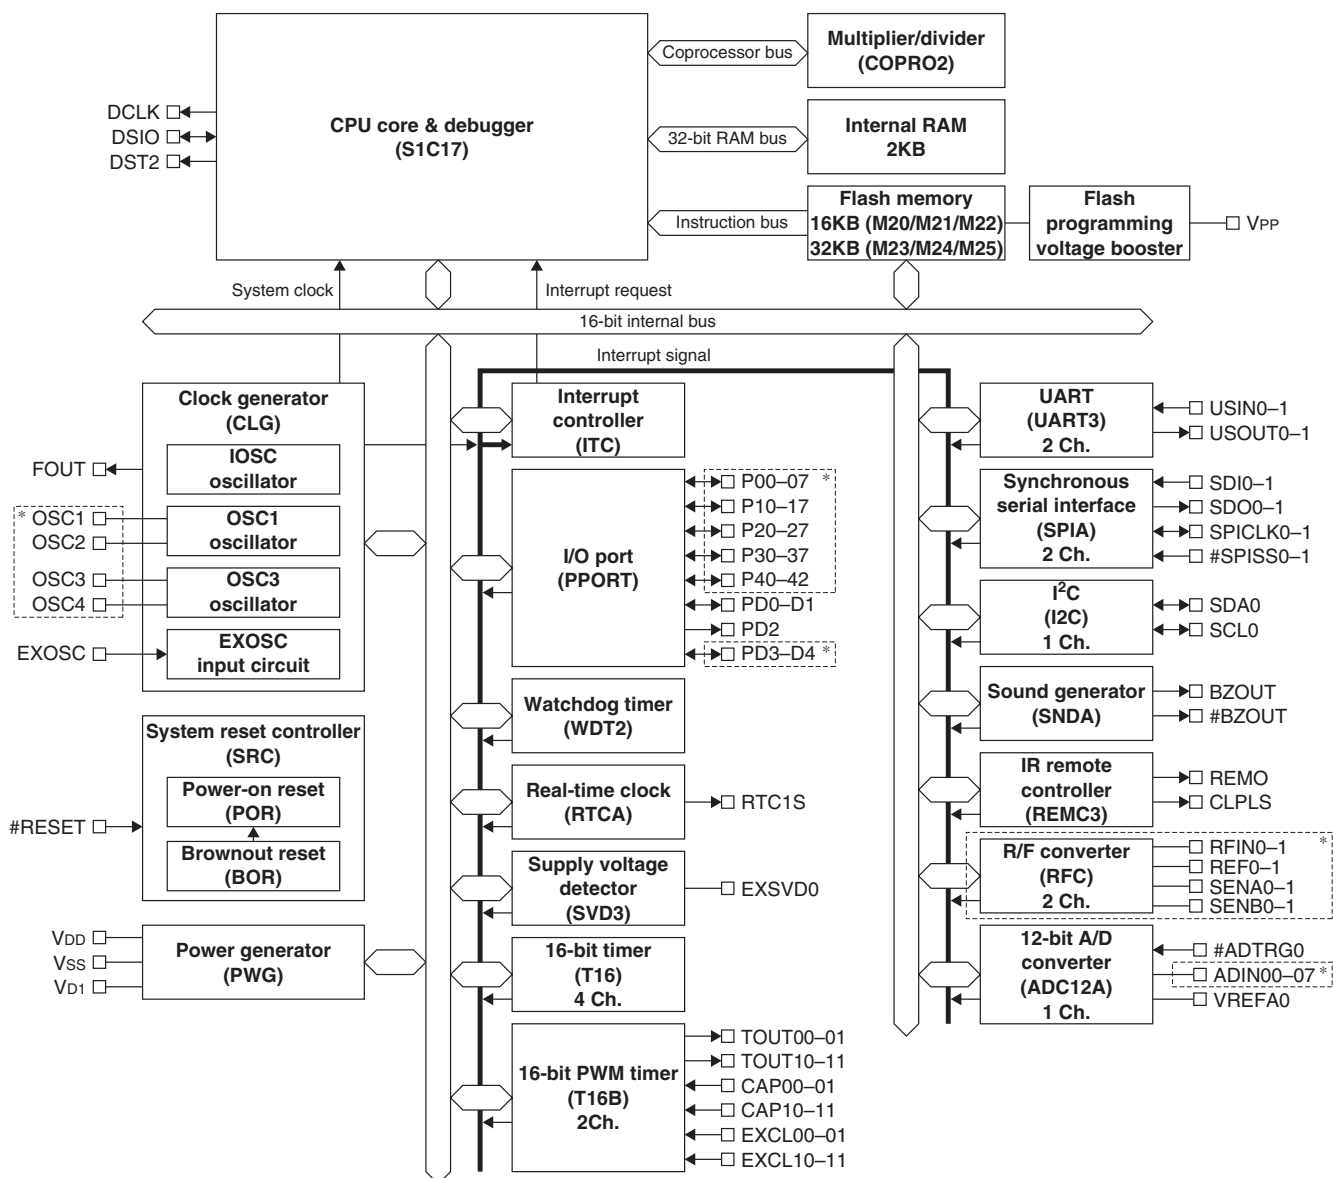 CPU core & debugger
(S1C17)
DCLK
DSIO
DST2
Coprocessor bus
Multiplier/divider
(COPRO2)
32-bit RAM bus
Internal RAM
2KB
Instruction bus
Flash memory
16KB (M20/M21/M22)
32KB (M23/M24/M25)
Flash
programming
voltage booster
VPP
System clock
Interrupt request
16-bit internal bus
Interrupt signal
Clock generator
(CLG)
IOSC
oscillator
OSC1
oscillator
OSC3
oscillator
EXOSC
input circuit
FOUT
* OSC1
OSC2
OSC3
OSC4
EXOSC
System reset controller
(SRC)
Power-on reset
(POR)
Brownout reset
(BOR)
#RESET
Power generator
(PWG)
VDD
VSS
VD1
Interrupt
controller
(ITC)
I/O port
(PPORT)
P00–07 *
P10–17
P20–27
P30–37
P40–42
PD0–D1
PD2
PD3–D4 *
Watchdog timer
(WDT2)
Real-time clock
(RTCA)
RTC1S
Supply voltage
detector
(SVD3)
EXSVD0
16-bit timer
(T16)
4 Ch.
16-bit PWM timer
(T16B)
2Ch.
TOUT00–01
TOUT10–11
CAP00–01
CAP10–11
EXCL00–01
EXCL10–11
UART
(UART3)
2 Ch.
USIN0–1
USOUT0–1
Synchronous
serial interface
(SPIA)
2 Ch.
SDI0–1
SDO0–1
SPICLK0–1
#SPISS0–1
I²C
(I2C)
1 Ch.
SDA0
SCL0
Sound generator
(SNDA)
BZOUT
#BZOUT
IR remote
controller
(REMC3)
REMO
CLPLS
R/F converter
(RFC)
2 Ch.
RFIN0–1 *
REF0–1
SENA0–1
SENB0–1
12-bit A/D
converter
(ADC12A)
1 Ch.
#ADTRG0
ADIN00–07 *
VREFA0